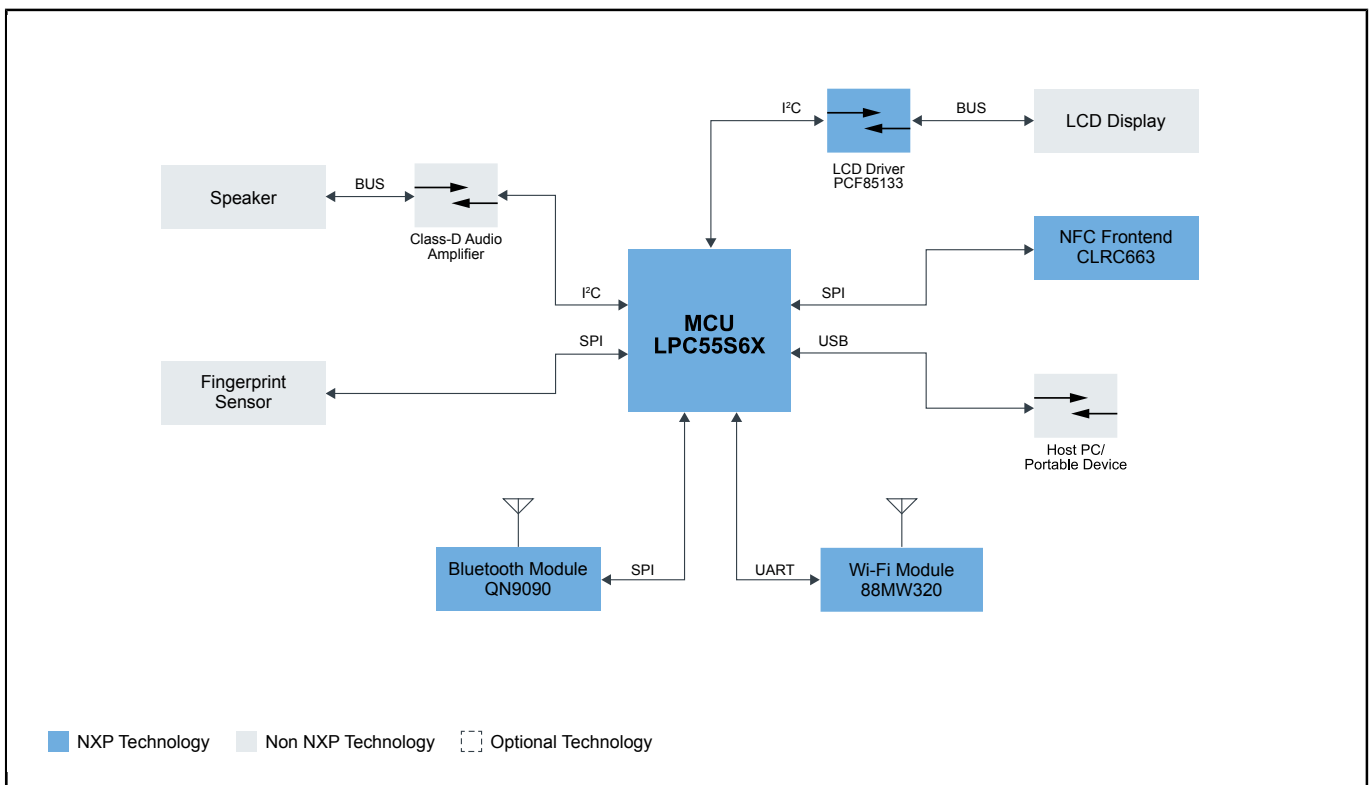 I²C
BUS
LCD Display
LCD Driver
PCF85133
Speaker
BUS
Class-D Audio
Amplifier
I²C
NFC Frontend
CLRC663
SPI
MCU
LPC55S6X
SPI
USB
Fingerprint
Sensor
Host PC/
Portable Device
Bluetooth Module
QN9090
SPI
UART
Wi-Fi Module
88MW320
NXP Technology
Non NXP Technology
Optional Technology